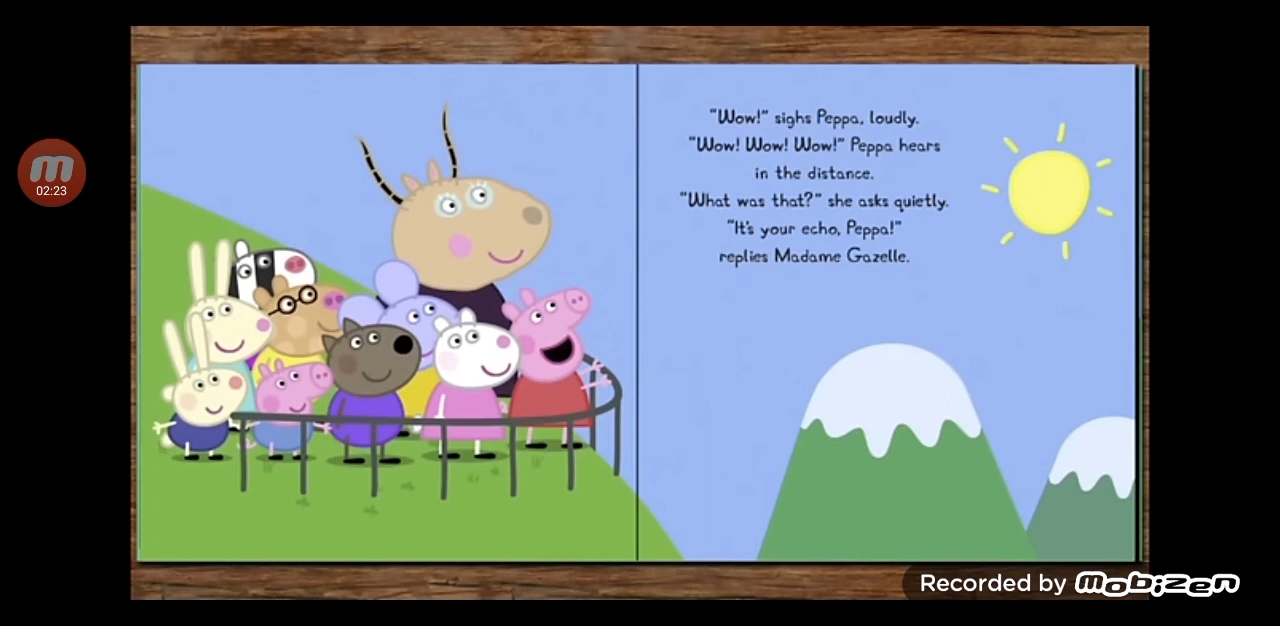 "Wow!" sighs Peppa, loudly.
"Wow! Wow! Wow!" Peppa hears
in the distance.
"What was that?" she asks quietly.
"It's your echo, Peppa!"
replies Madame Gazelle.
02:23
Recorded by Mobizen